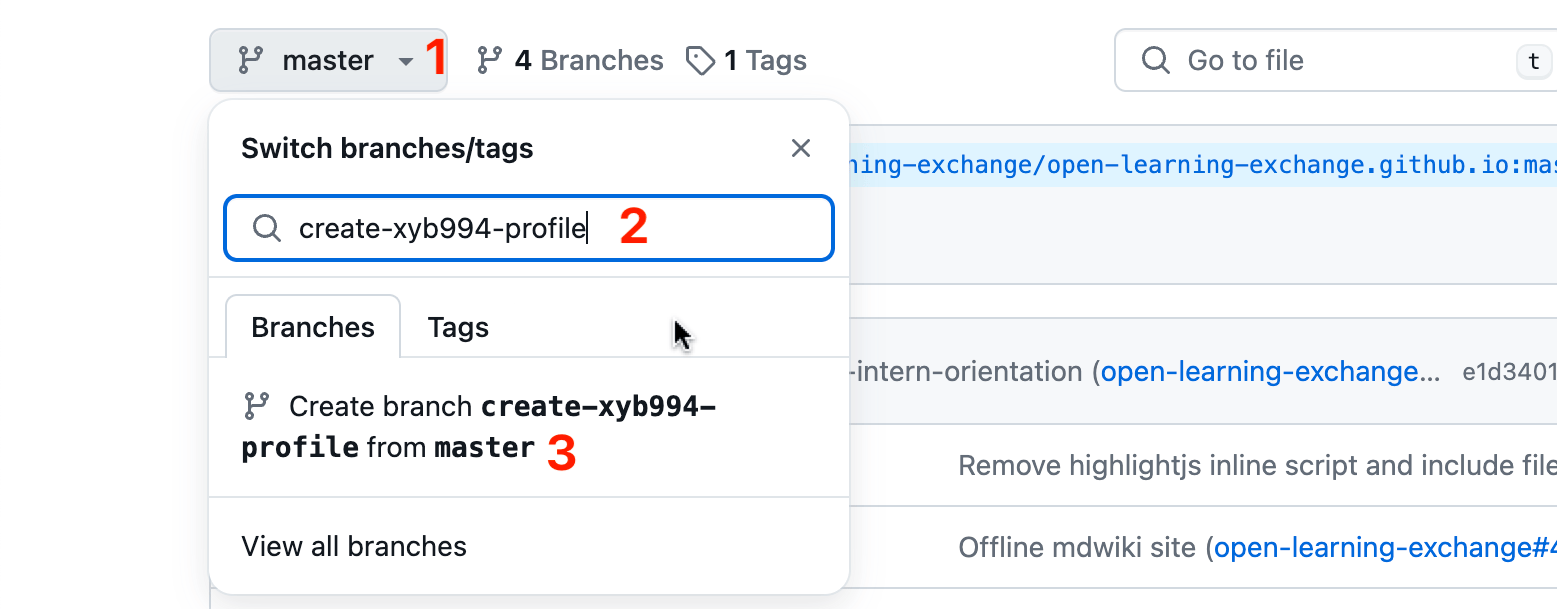 master 1 4 Branches 1 Tags Go to file t
Switch branches/tags
ning-exchange/open-learning-exchange.github.io:mas
create-xyb994-profile 2
Branches Tags
-intern-orientation (open-learning-exchange... e1d3401
Create branch create-xyb994-
profile from master 3
Remove highlightjs inline script and include file
View all branches
Offline mdwiki site (open-learning-exchange#4